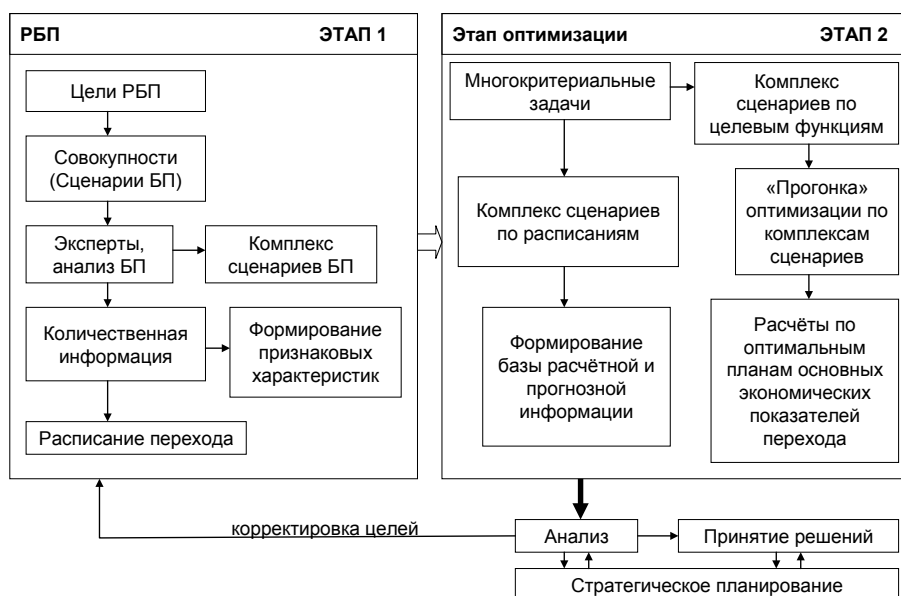 РБП ЭТАП 1
Цели РБП
Совокупности
(Сценарии БП)
Эксперты,
анализ БП
Комплекс
сценариев БП
Количественная
информация
Формирование
признаковых
характеристик
Расписание перехода
Этап оптимизации ЭТАП 2
Многокритериальные
задачи
Комплекс
сценариев по
целевым функциям
Комплекс сценариев
по расписаниям
«Прогонка»
оптимизации по
комплексам
сценариев
Формирование
базы расчётной и
прогнозной
информации
Расчёты по
оптимальным
планам основных
экономических
показателей
перехода
корректировка целей
Анализ
Принятие решений
Стратегическое планирование